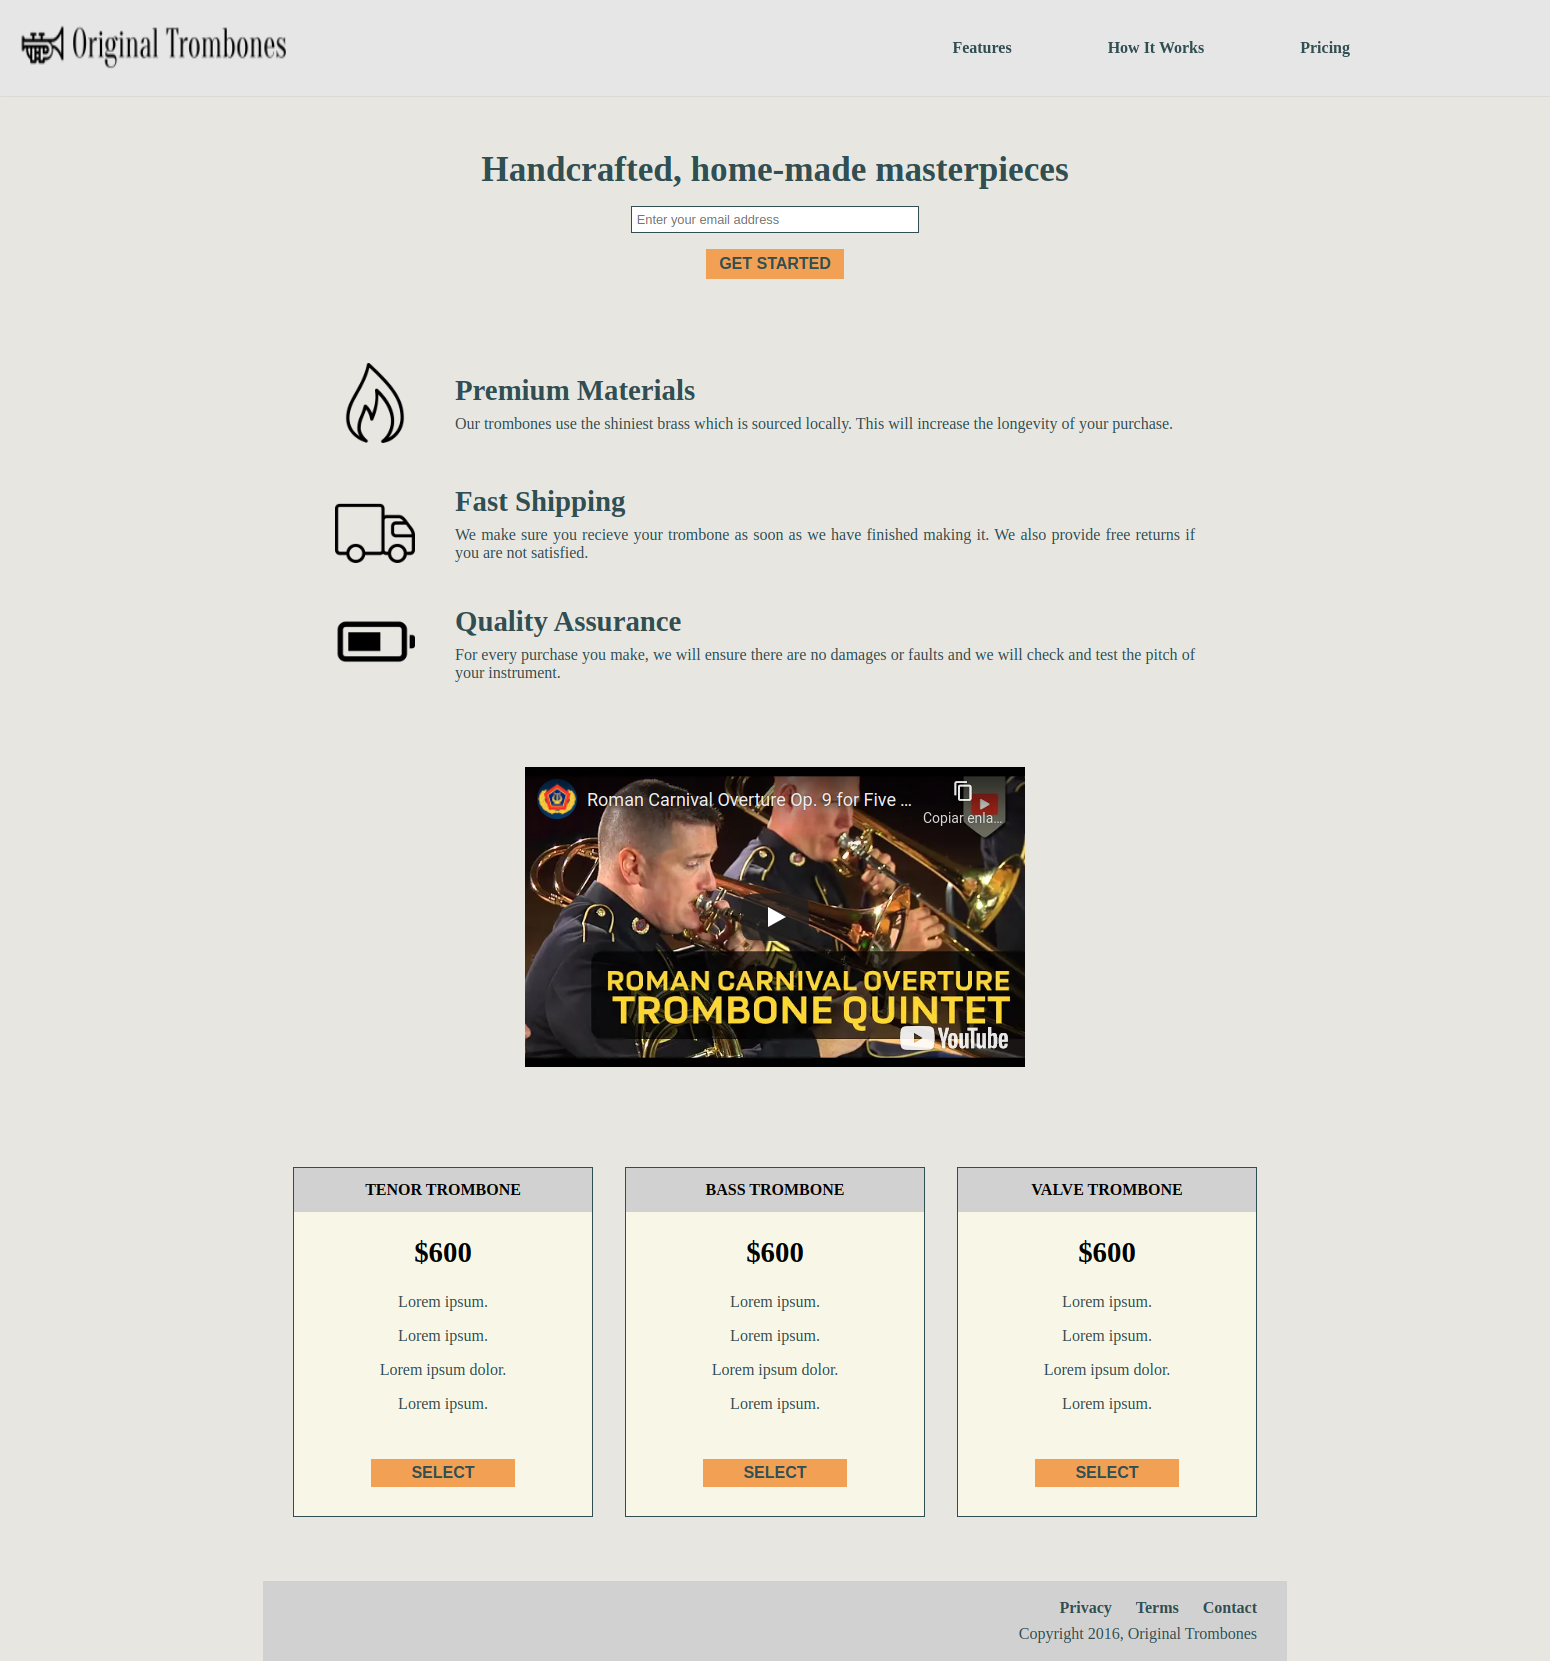 Original Trombones
Features
How It Works
Pricing
Handcrafted, home-made masterpieces
Enter your email address
GET STARTED
Premium Materials
Our trombones use the shiniest brass which is sourced locally. This will increase the longevity of your purchase.
Fast Shipping
We make sure you recieve your trombone as soon as we have finished making it. We also provide free returns if
you are not satisfied.
Quality Assurance
For every purchase you make, we will ensure there are no damages or faults and we will check and test the pitch of
your instrument.
Roman Carnival Overture Op. 9 for Five ...
Copiar enla...
ROMAN CARNIVAL OVERTURE
TROMBONE QUINTET
YouTube
TENOR TROMBONE
$600
Lorem ipsum.
Lorem ipsum.
Lorem ipsum dolor.
Lorem ipsum.
SELECT
BASS TROMBONE
$600
Lorem ipsum.
Lorem ipsum.
Lorem ipsum dolor.
Lorem ipsum.
SELECT
VALVE TROMBONE
$600
Lorem ipsum.
Lorem ipsum.
Lorem ipsum dolor.
Lorem ipsum.
SELECT
Privacy
Terms
Contact
Copyright 2016, Original Trombones